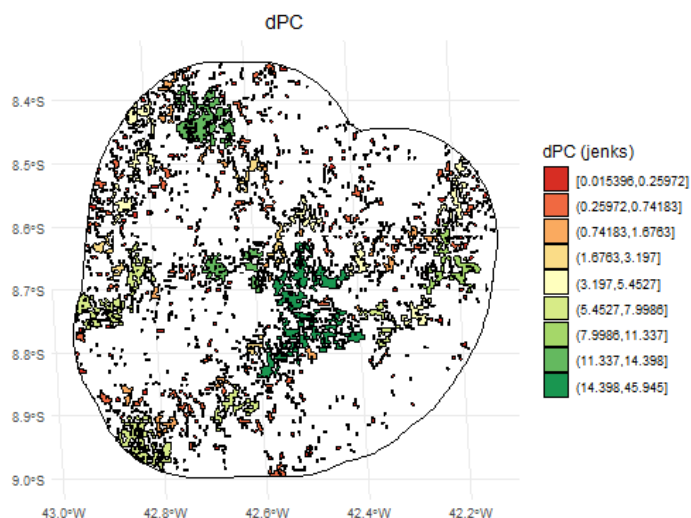 dPC
8.4°S
8.5°S
8.6°S
8.7°S
8.8°S
8.9°S
9.0°S
43.0°W
42.8°W
42.6°W
42.4°W
42.2°W
dPC (jenks)
[0.015396,0.25972]
(0.25972,0.74183]
(0.74183,1.6763]
(1.6763,3.197]
(3.197,5.4527]
(5.4527,7.9986]
(7.9986,11.337]
(11.337,14.398]
(14.398,45.945]